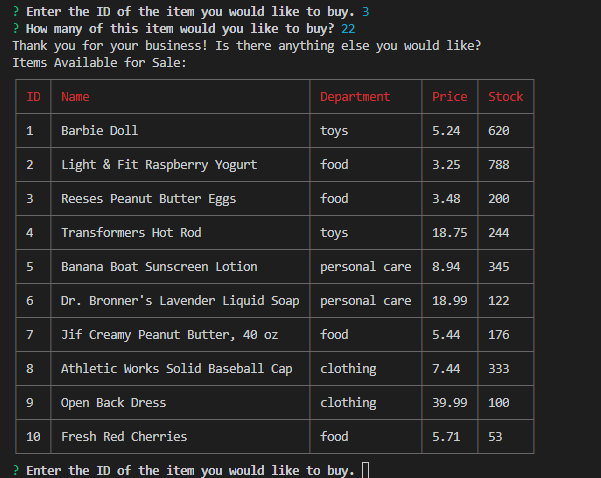 ? Enter the ID of the item you would like to buy. 3
? How many of this item would you like to buy? 22
Thank you for your business! Is there anything else you would like?
Items Available for Sale:
ID Name Department Price Stock
1 Barbie Doll toys 5.24 620
2 Light & Fit Raspberry Yogurt food 3.25 788
3 Reeses Peanut Butter Eggs food 3.48 200
4 Transformers Hot Rod toys 18.75 244
5 Banana Boat Sunscreen Lotion personal care 8.94 345
6 Dr. Bronner's Lavender Liquid Soap personal care 18.99 122
7 Jif Creamy Peanut Butter, 40 oz food 5.44 176
8 Athletic Works Solid Baseball Cap clothing 7.44 333
9 Open Back Dress clothing 39.99 100
10 Fresh Red Cherries food 5.71 53
? Enter the ID of the item you would like to buy.